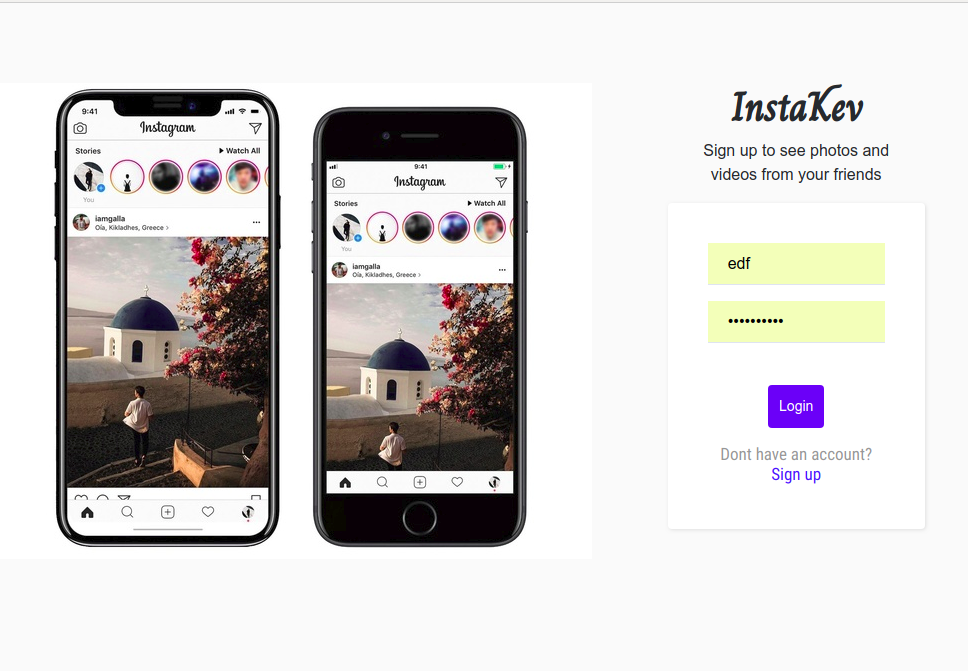 9:41
Instagram
Stories
Watch All
You
iamgalla
Oía, Kikladhes, Greece >
9:41
Instagram
Stories
Watch All
You
iamgalla
Oía, Kikladhes, Greece >
InstaKev
Sign up to see photos and
videos from your friends
edf
••••••••••
Login
Dont have an account?
Sign up